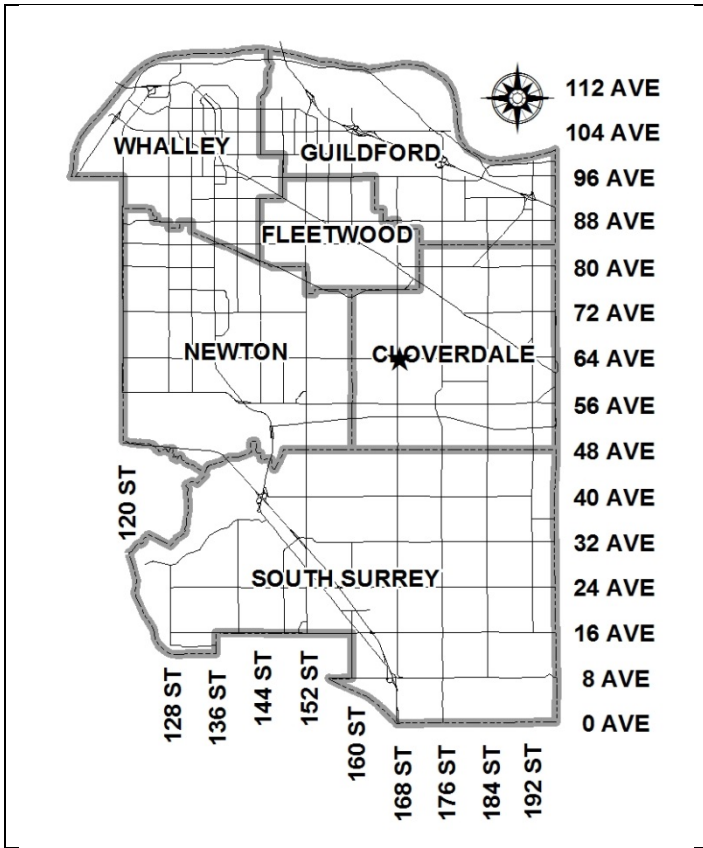 112 AVE
104 AVE
WHALLEY
GUILDFORD
96 AVE
88 AVE
FLEETWOOD
80 AVE
72 AVE
NEWTON
CLOVERDALE
64 AVE
56 AVE
48 AVE
120 ST
40 AVE
32 AVE
SOUTH SURREY
24 AVE
16 AVE
128 ST
136 ST
144 ST
152 ST
160 ST
8 AVE
0 AVE
168 ST
176 ST
184 ST
192 ST